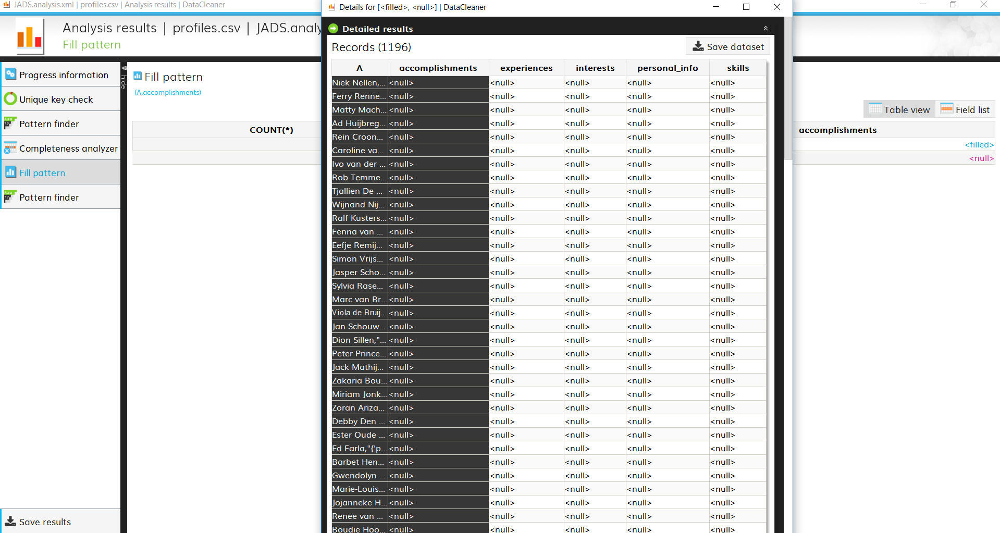 JADS.analysis.xml | profiles.csv | Analysis results | DataCleaner
Analysis results | profiles.csv | JADS.analy
Fill pattern
Progress information
Unique key check
Pattern finder
Completeness analyzer
Fill pattern
Pattern finder
Save results
hide
Fill pattern
(A,accomplishments)
COUNT(*)
Details for [<filled>, <null>] | DataCleaner
Detailed results
Records (1196)
Save dataset
A accomplishments experiences interests personal_info skills
Niek Nellen,... <null> <null> <null> <null> <null>
Ferry Renne... <null> <null> <null> <null> <null>
Matty Mach... <null> <null> <null> <null> <null>
Ad Huijbreg... <null> <null> <null> <null> <null>
Rein Croon... <null> <null> <null> <null> <null>
Caroline va... <null> <null> <null> <null> <null>
Ivo van der ... <null> <null> <null> <null> <null>
Rob Temme... <null> <null> <null> <null> <null>
Tjallien De ... <null> <null> <null> <null> <null>
Wijnand Nij... <null> <null> <null> <null> <null>
Ralf Kusters... <null> <null> <null> <null> <null>
Fenna van ... <null> <null> <null> <null> <null>
Eefje Remij... <null> <null> <null> <null> <null>
Simon Vrijs... <null> <null> <null> <null> <null>
Jasper Scho... <null> <null> <null> <null> <null>
Sylvia Rase... <null> <null> <null> <null> <null>
Marc van Br... <null> <null> <null> <null> <null>
Viola de Bruij... <null> <null> <null> <null> <null>
Jan Schouw... <null> <null> <null> <null> <null>
Dion Sillen,"... <null> <null> <null> <null> <null>
Peter Prince... <null> <null> <null> <null> <null>
Jack Mathij... <null> <null> <null> <null> <null>
Zakaria Bou... <null> <null> <null> <null> <null>
Miriam Jonk... <null> <null> <null> <null> <null>
Zoran Ariza... <null> <null> <null> <null> <null>
Debby Den ... <null> <null> <null> <null> <null>
Ester Oude ... <null> <null> <null> <null> <null>
Ed Farla,"{'p... <null> <null> <null> <null> <null>
Barbet Hen... <null> <null> <null> <null> <null>
Gwendolyn ... <null> <null> <null> <null> <null>
Marie-Louis... <null> <null> <null> <null> <null>
Jojanneke H... <null> <null> <null> <null> <null>
Renee van ... <null> <null> <null> <null> <null>
Boudie Hoo... <null> <null> <null> <null> <null>
Table view
Field list
accomplishments
<filled>
<null>